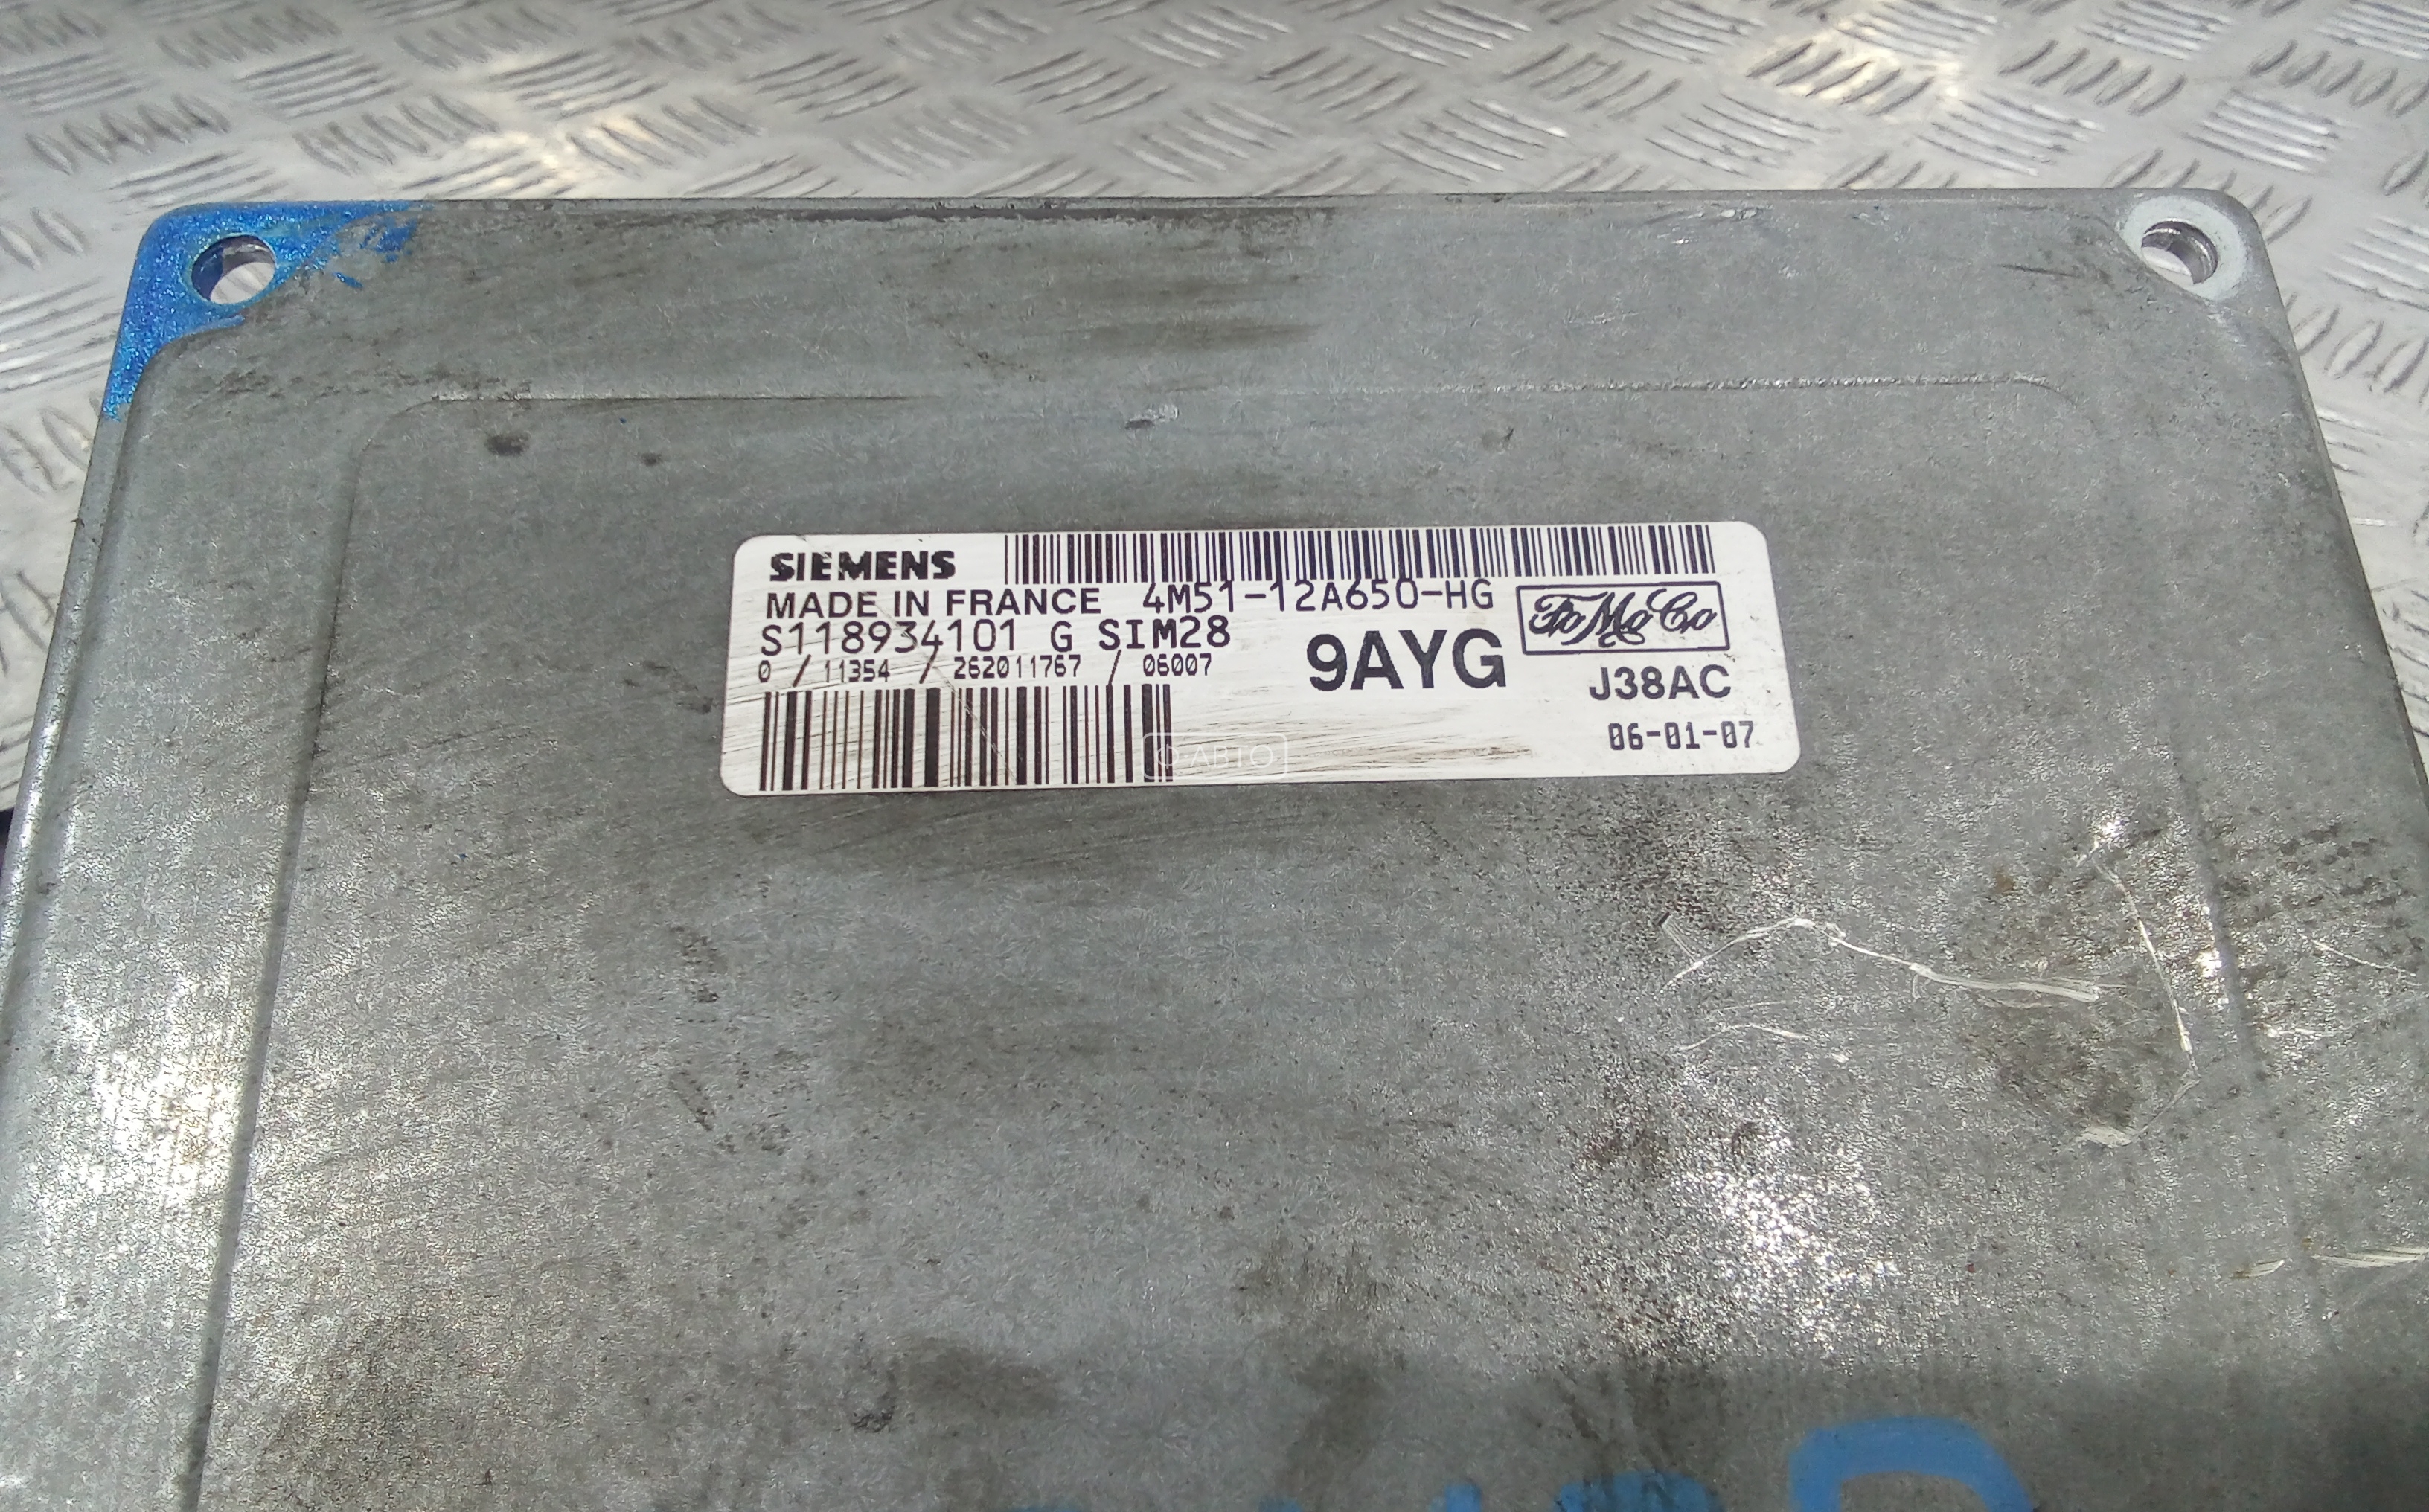 SIEMENS
MADE IN FRANCE 4M51-12A650-HG
S118934101 G SIM28
0 / 11354 / 262011767 / 06007
9AYG
FoMoCo
J38AC
06-01-07
Ф·АВТО